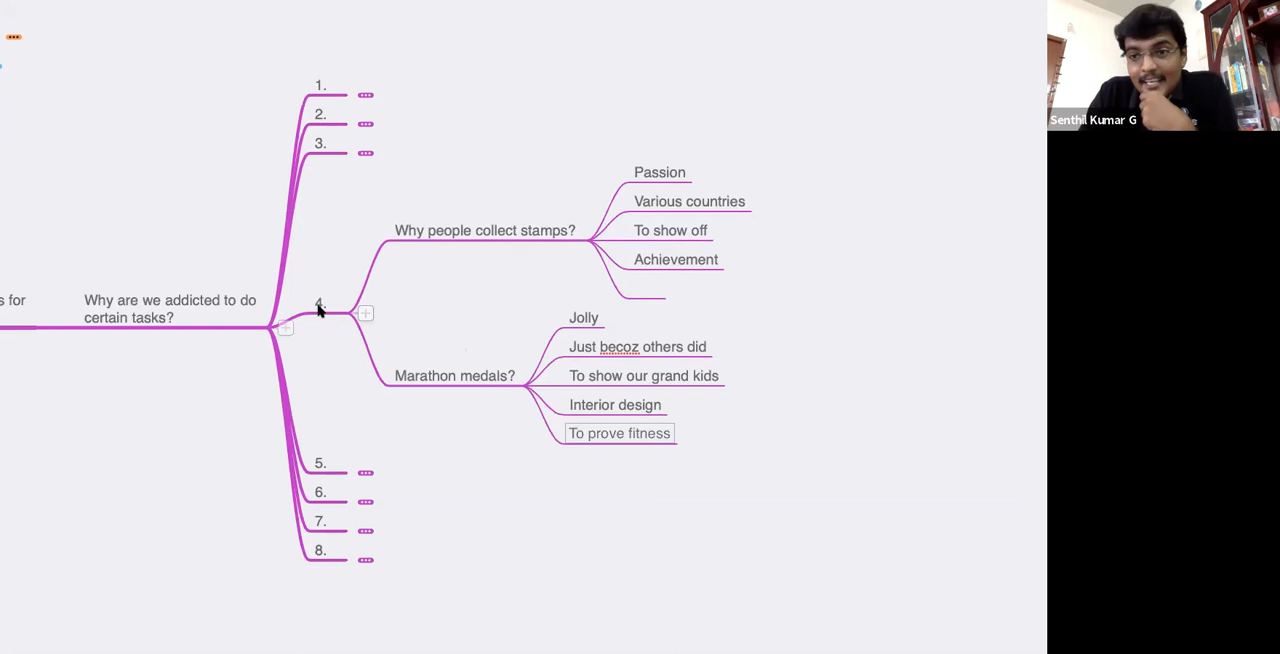 s for
Why are we addicted to do
certain tasks?
1.
2.
3.
4.
Why people collect stamps?
Passion
Various countries
To show off
Achievement
Marathon medals?
Jolly
Just becoz others did
To show our grand kids
Interior design
To prove fitness
5.
6.
7.
8.
Senthil Kumar G